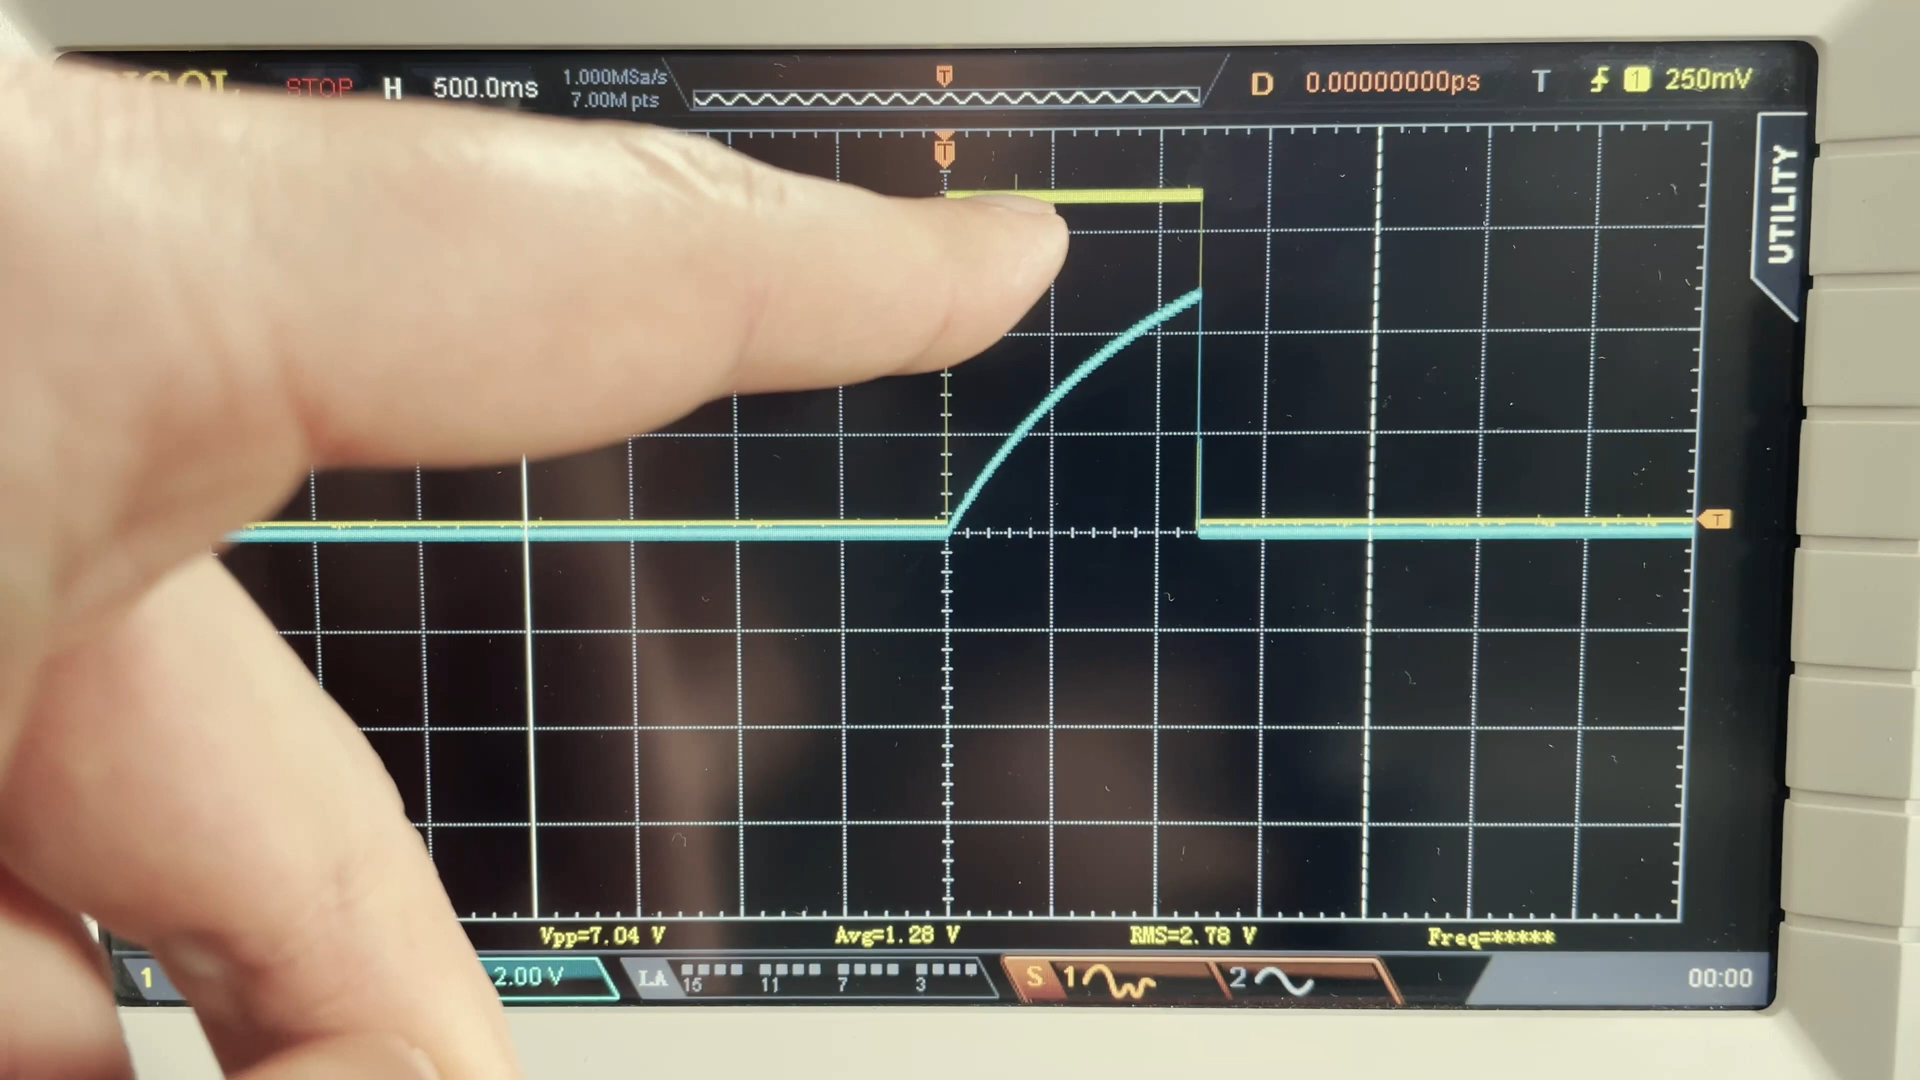 STOP H 500.0ms 1.000MSa/s 7.00M pts T D 0.00000000ps T 1 250mV
T
UTILITY
T
Vpp=7.04 V Avg=1.28 V RMS=2.78 V Freq=*****
1 2.00 V LA 15 11 7 3 S 1 2 00:00